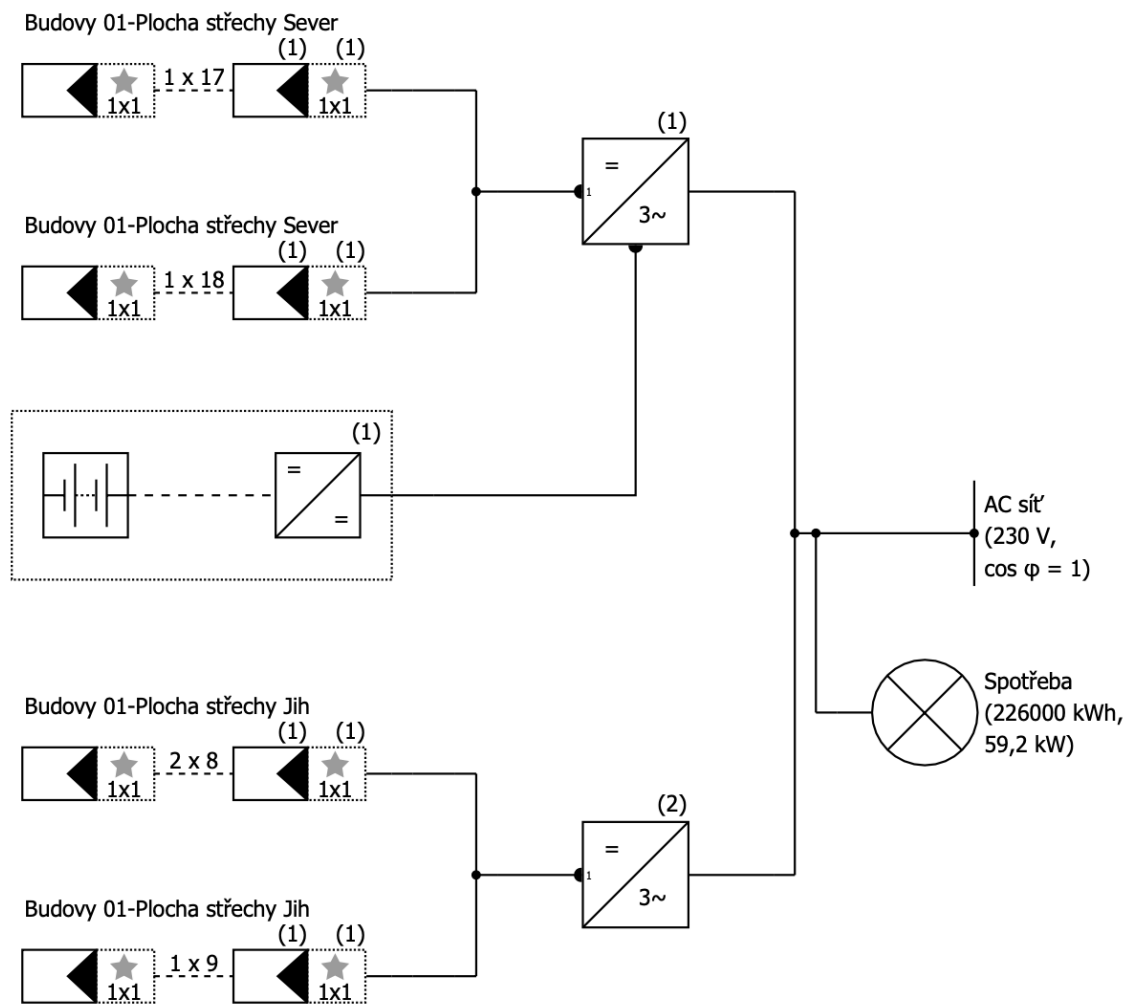 Budovy 01-Plocha střechy Sever
(1) (1)
1 x 17
1x1 1x1
(1)
=
1
3~
Budovy 01-Plocha střechy Sever
(1) (1)
1 x 18
1x1 1x1
(1)
=
=
AC síť
(230 V,
cos φ = 1)
Spotřeba
(226000 kWh,
59,2 kW)
Budovy 01-Plocha střechy Jih
(1) (1)
2 x 8
1x1 1x1
(2)
=
1
3~
Budovy 01-Plocha střechy Jih
(1) (1)
1 x 9
1x1 1x1